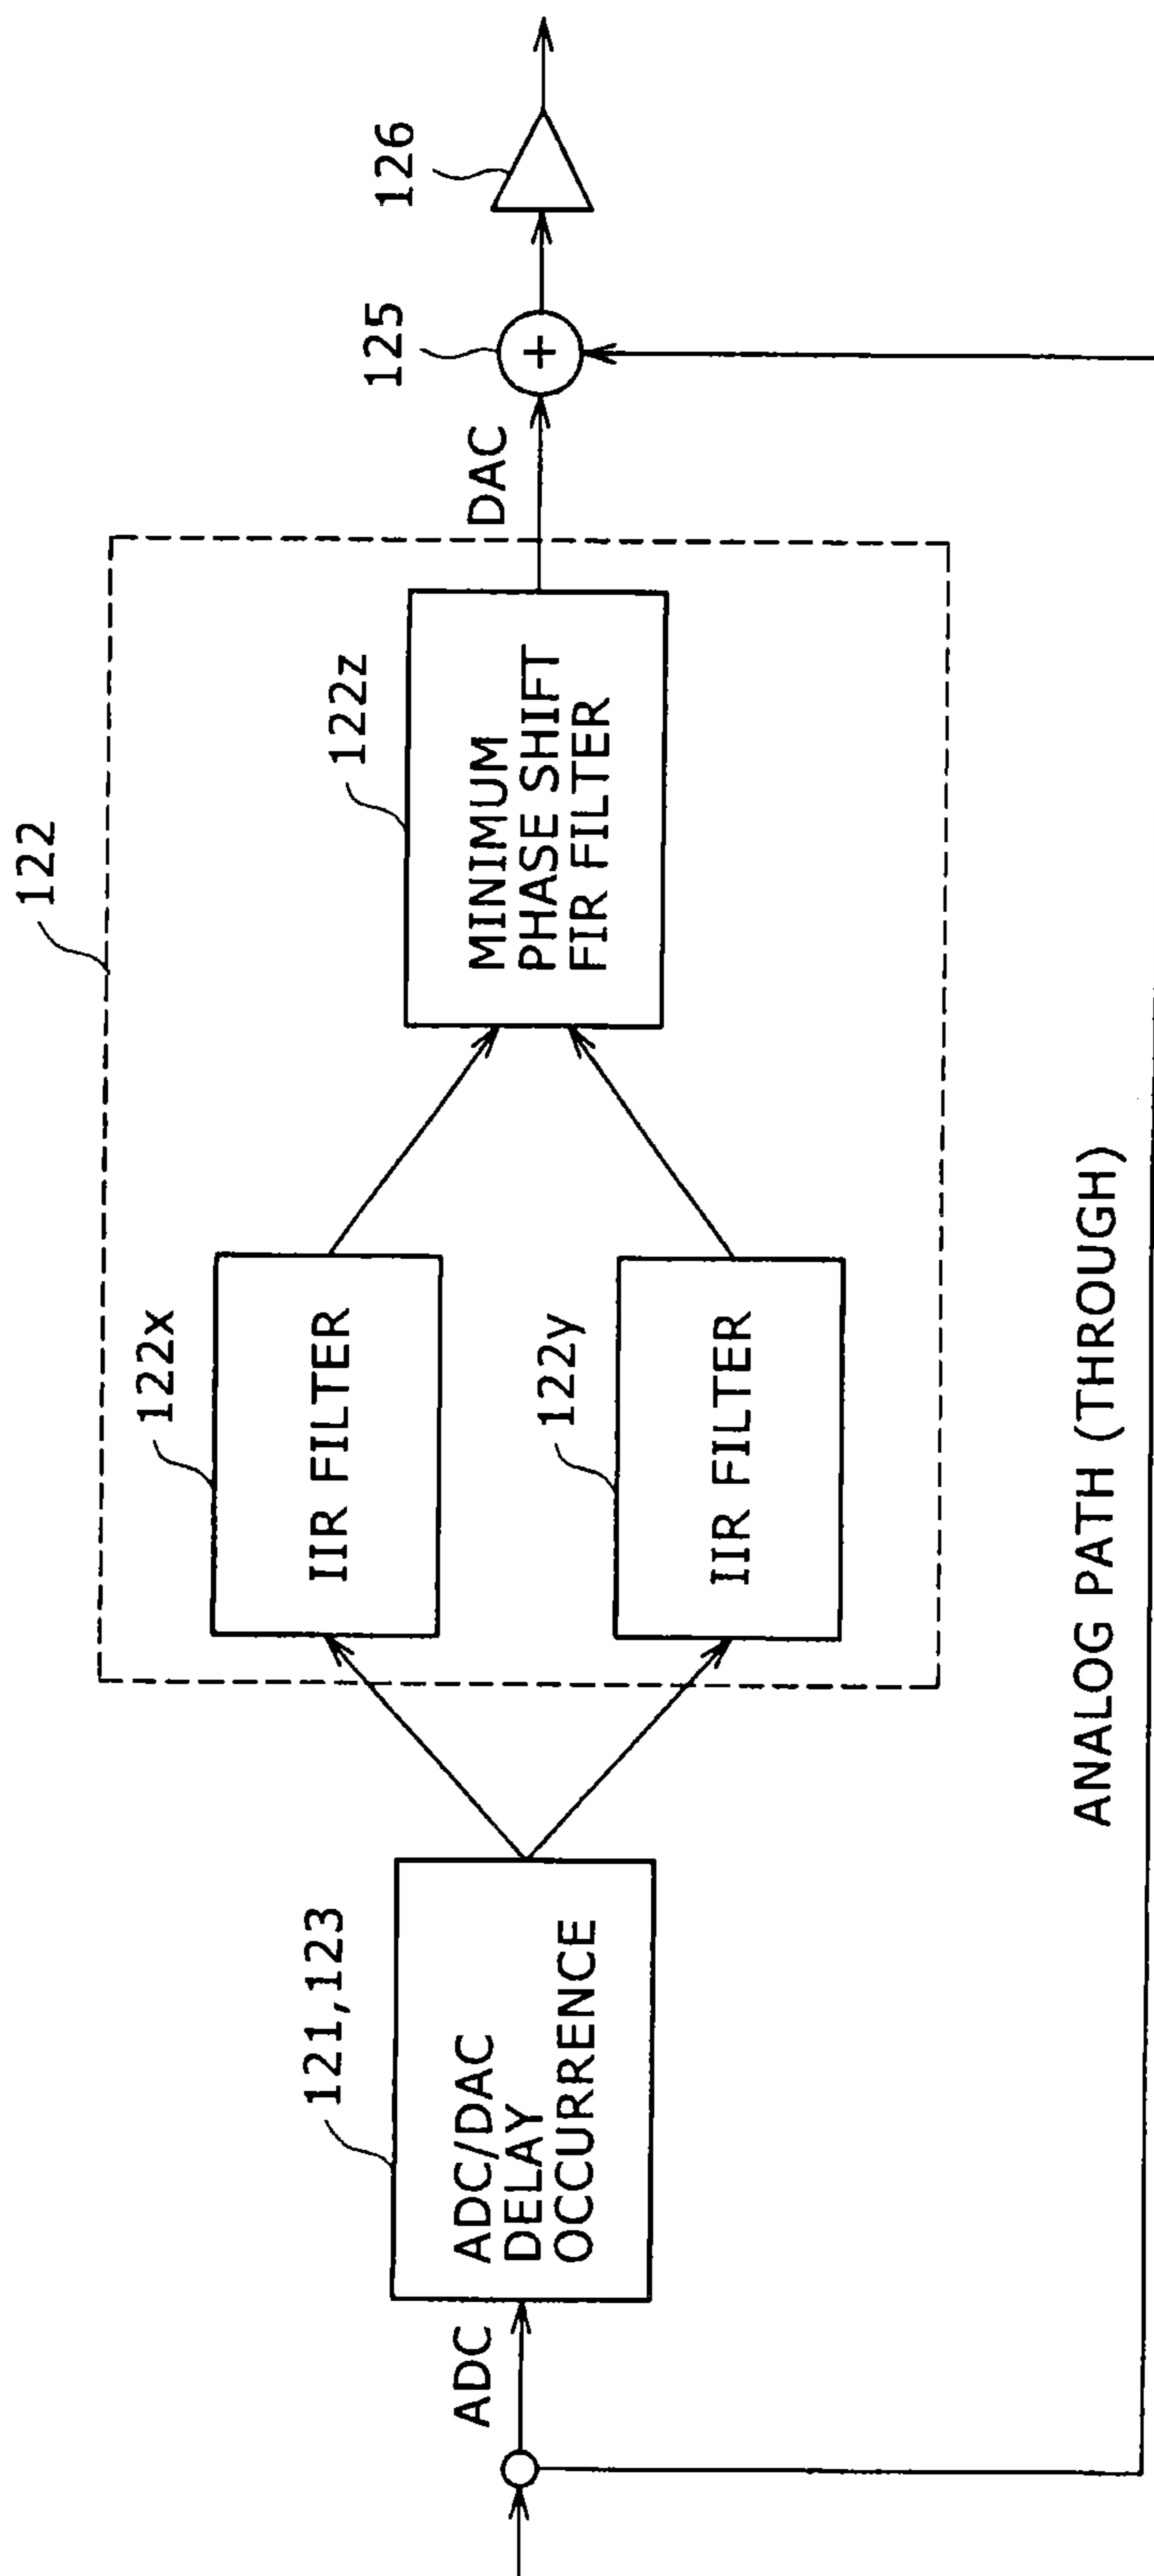 122
ADC
121,123
ADC/DAC
DELAY
OCCURRENCE
122x
IIR FILTER
122y
IIR FILTER
122z
MINIMUM
PHASE SHIFT
FIR FILTER
DAC
125
+
126
ANALOG PATH (THROUGH)